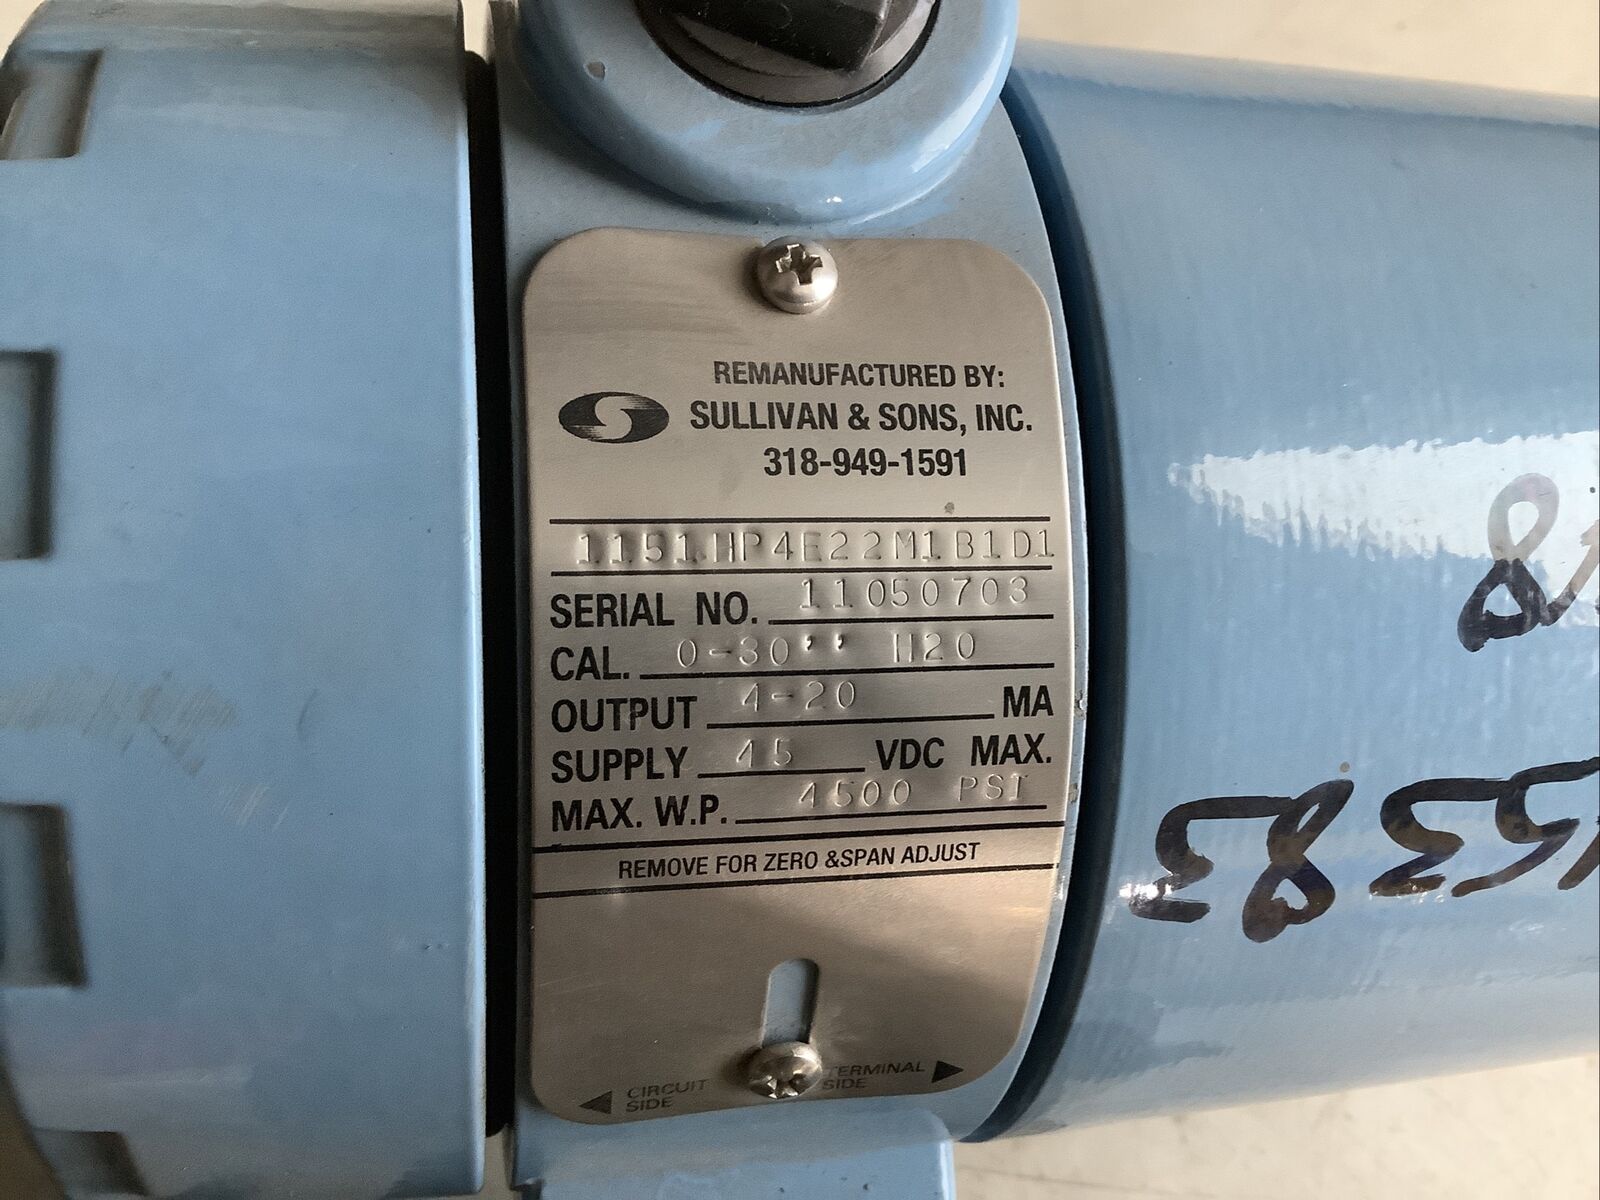 REMANUFACTURED BY:
SULLIVAN & SONS, INC.
318-949-1591
1151HP4E22M1B1D1
SERIAL NO. 11050703
CAL. 0-30'' H2O
OUTPUT 4-20 MA
SUPPLY 45 VDC MAX.
MAX. W.P. 4500 PSI
REMOVE FOR ZERO &SPAN ADJUST
CIRCUIT SIDE
TERMINAL SIDE